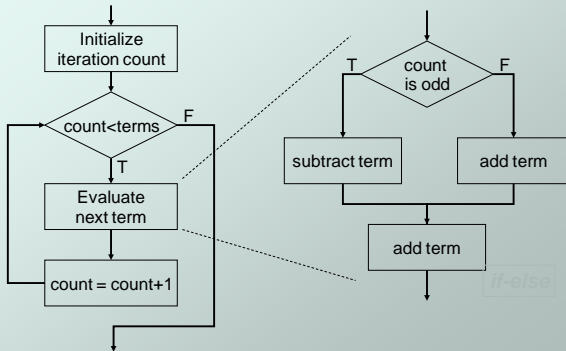 Initialize
iteration count
count<terms
F
T
Evaluate
next term
count = count+1
count
is odd
T
F
subtract term
add term
add term
if-else